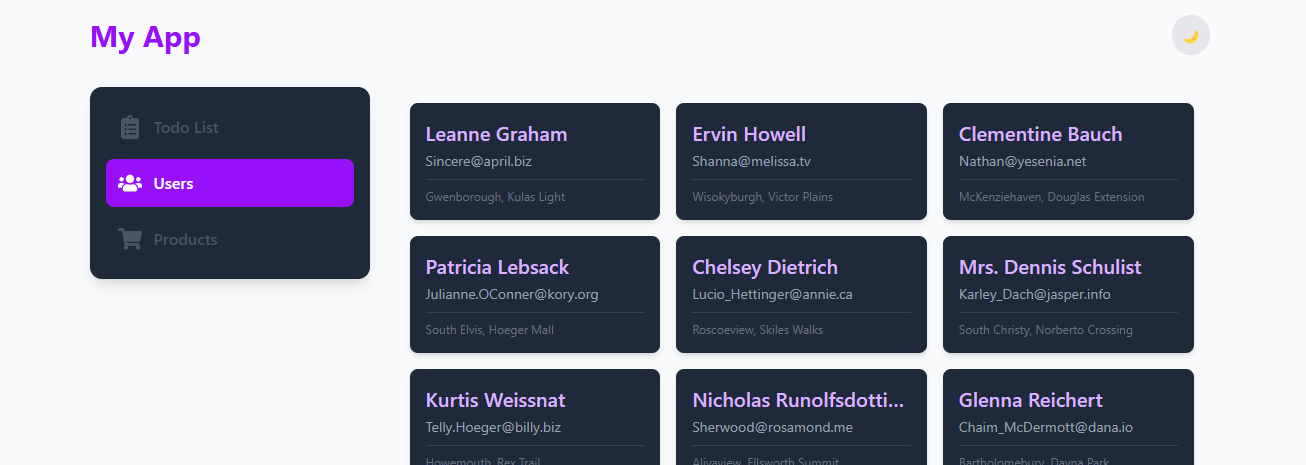 My App
Todo List
Users
Products
Leanne Graham
Sincere@april.biz
Gwenborough, Kulas Light
Ervin Howell
Shanna@melissa.tv
Wisokyburgh, Victor Plains
Clementine Bauch
Nathan@yesenia.net
McKenziehaven, Douglas Extension
Patricia Lebsack
Julianne.OConner@kory.org
South Elvis, Hoeger Mall
Chelsey Dietrich
Lucio_Hettinger@annie.ca
Roscoeview, Skiles Walks
Mrs. Dennis Schulist
Karley_Dach@jasper.info
South Christy, Norberto Crossing
Kurtis Weissnat
Telly.Hoeger@billy.biz
Howemouth, Rex Trail
Nicholas Runolfsdotti...
Sherwood@rosamond.me
Aliyaview, Ellsworth Summit
Glenna Reichert
Chaim_McDermott@dana.io
Bartholomebury, Dayna Park